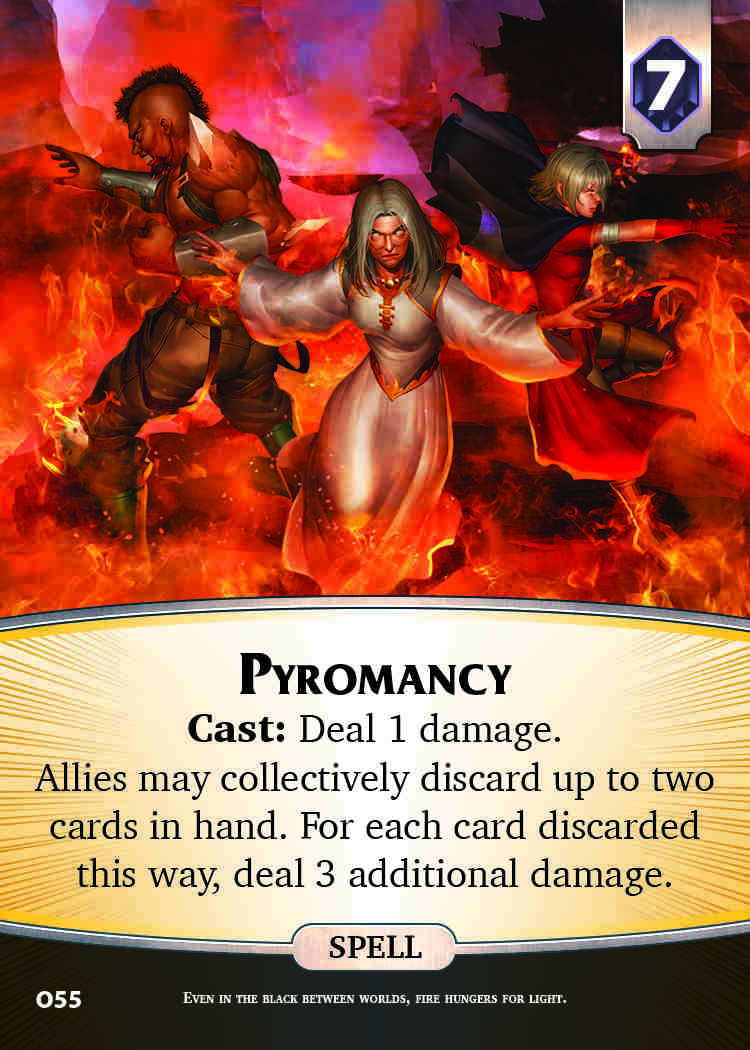 7
Pyromancy
Cast: Deal 1 damage.
Allies may collectively discard up to two
cards in hand. For each card discarded
this way, deal 3 additional damage.
SPELL
O55
Even in the black between worlds, fire hungers for light.